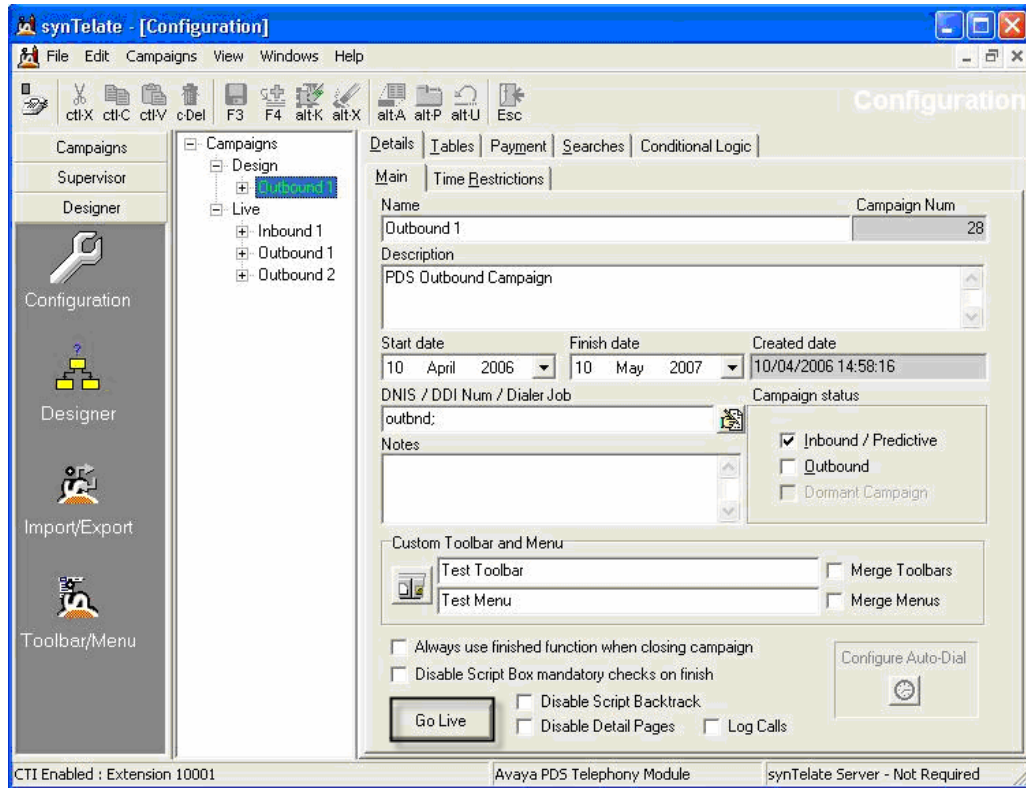 synTelate - [Configuration]
File Edit Campaigns View Windows Help
ctl-X ctl-C ctl-V c-Del F3 F4 alt-K alt-X alt-A alt-P alt-U Esc
Configuration
Campaigns
Supervisor
Designer
Configuration
Designer
Import/Export
Toolbar/Menu
Campaigns
Design
Outbound 1
Live
Inbound 1
Outbound 1
Outbound 2
Details Tables Payment Searches Conditional Logic
Main Time Restrictions
Name Campaign Num
Outbound 1 28
Description
PDS Outbound Campaign
Start date Finish date Created date
10 April 2006 10 May 2007 10/04/2006 14:58:16
DNIS / DDI Num / Dialer Job Campaign status
outbnd;
Inbound / Predictive
Notes
Outbound
Dormant Campaign
Custom Toolbar and Menu
Test Toolbar Merge Toolbars
Test Menu Merge Menus
Always use finished function when closing campaign
Configure Auto-Dial
Disable Script Box mandatory checks on finish
Disable Script Backtrack
Go Live
Disable Detail Pages Log Calls
CTI Enabled : Extension 10001 Avaya PDS Telephony Module synTelate Server - Not Required